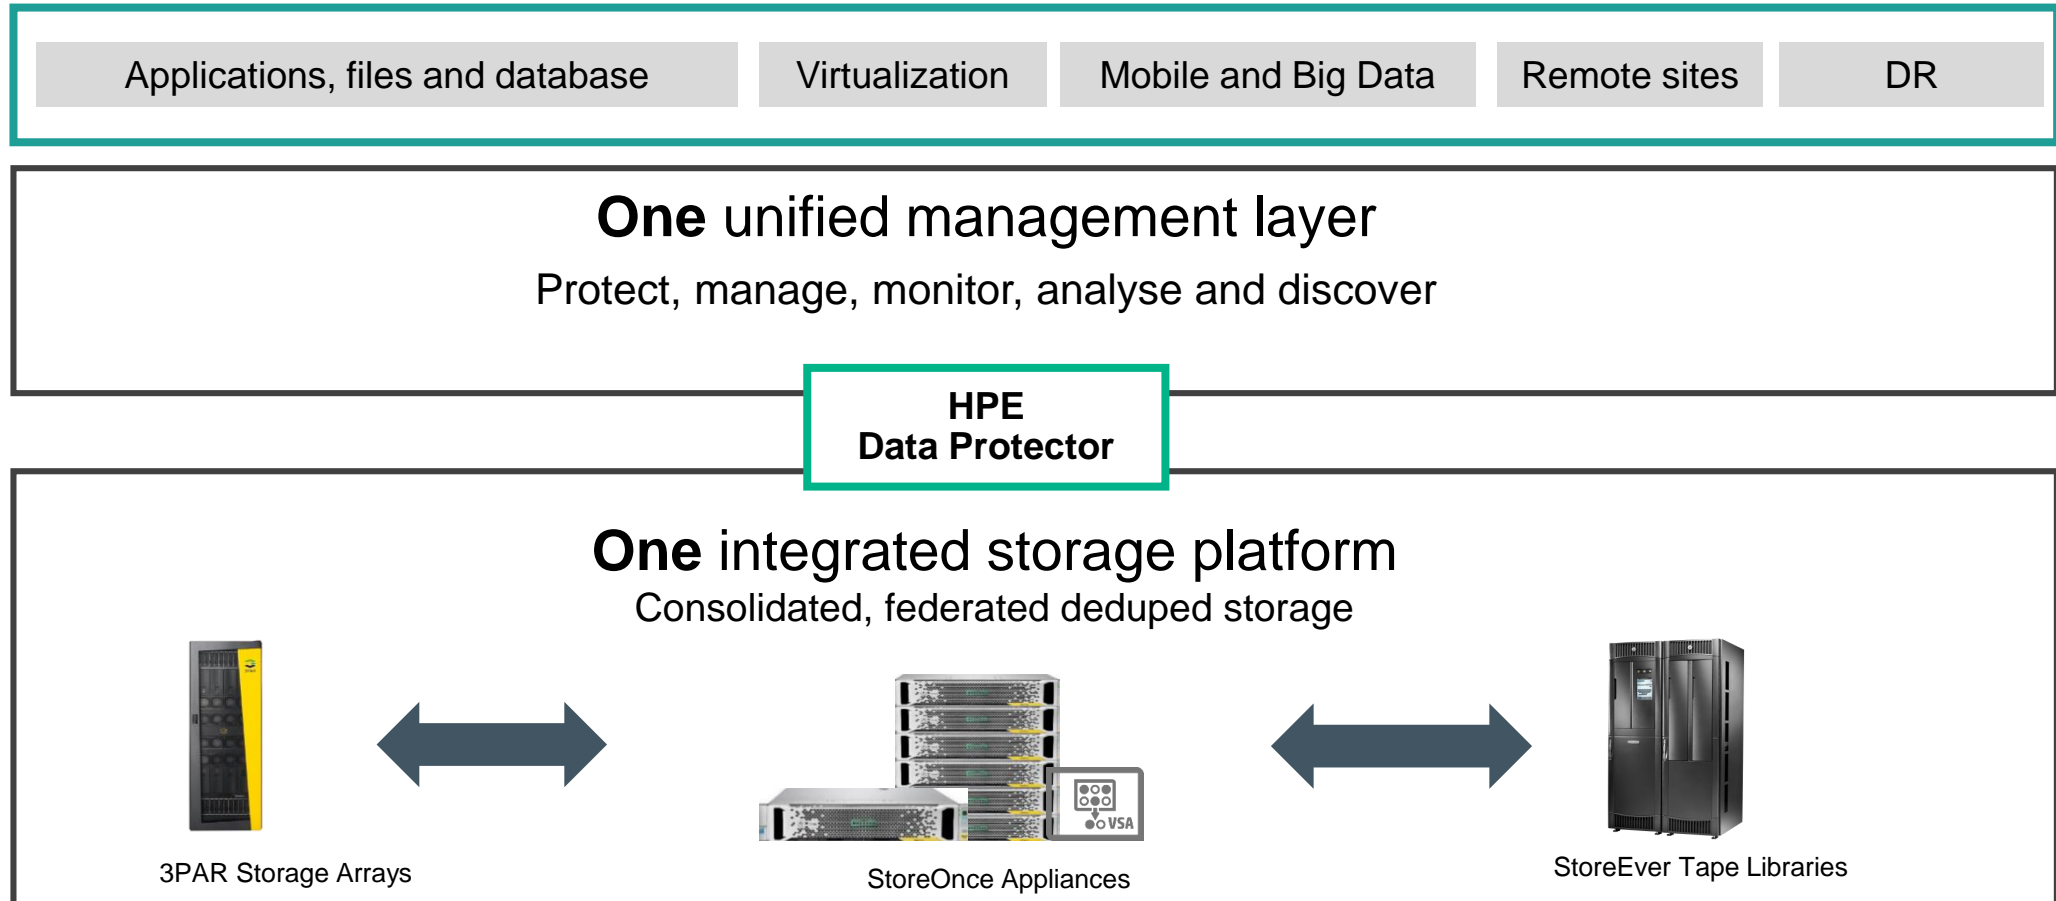 Applications, files and database
Virtualization
Mobile and Big Data
Remote sites
DR
One unified management layer
Protect, manage, monitor, analyse and discover
HPE
Data Protector
One integrated storage platform
Consolidated, federated deduped storage
VSA
3PAR Storage Arrays
StoreOnce Appliances
StoreEver Tape Libraries